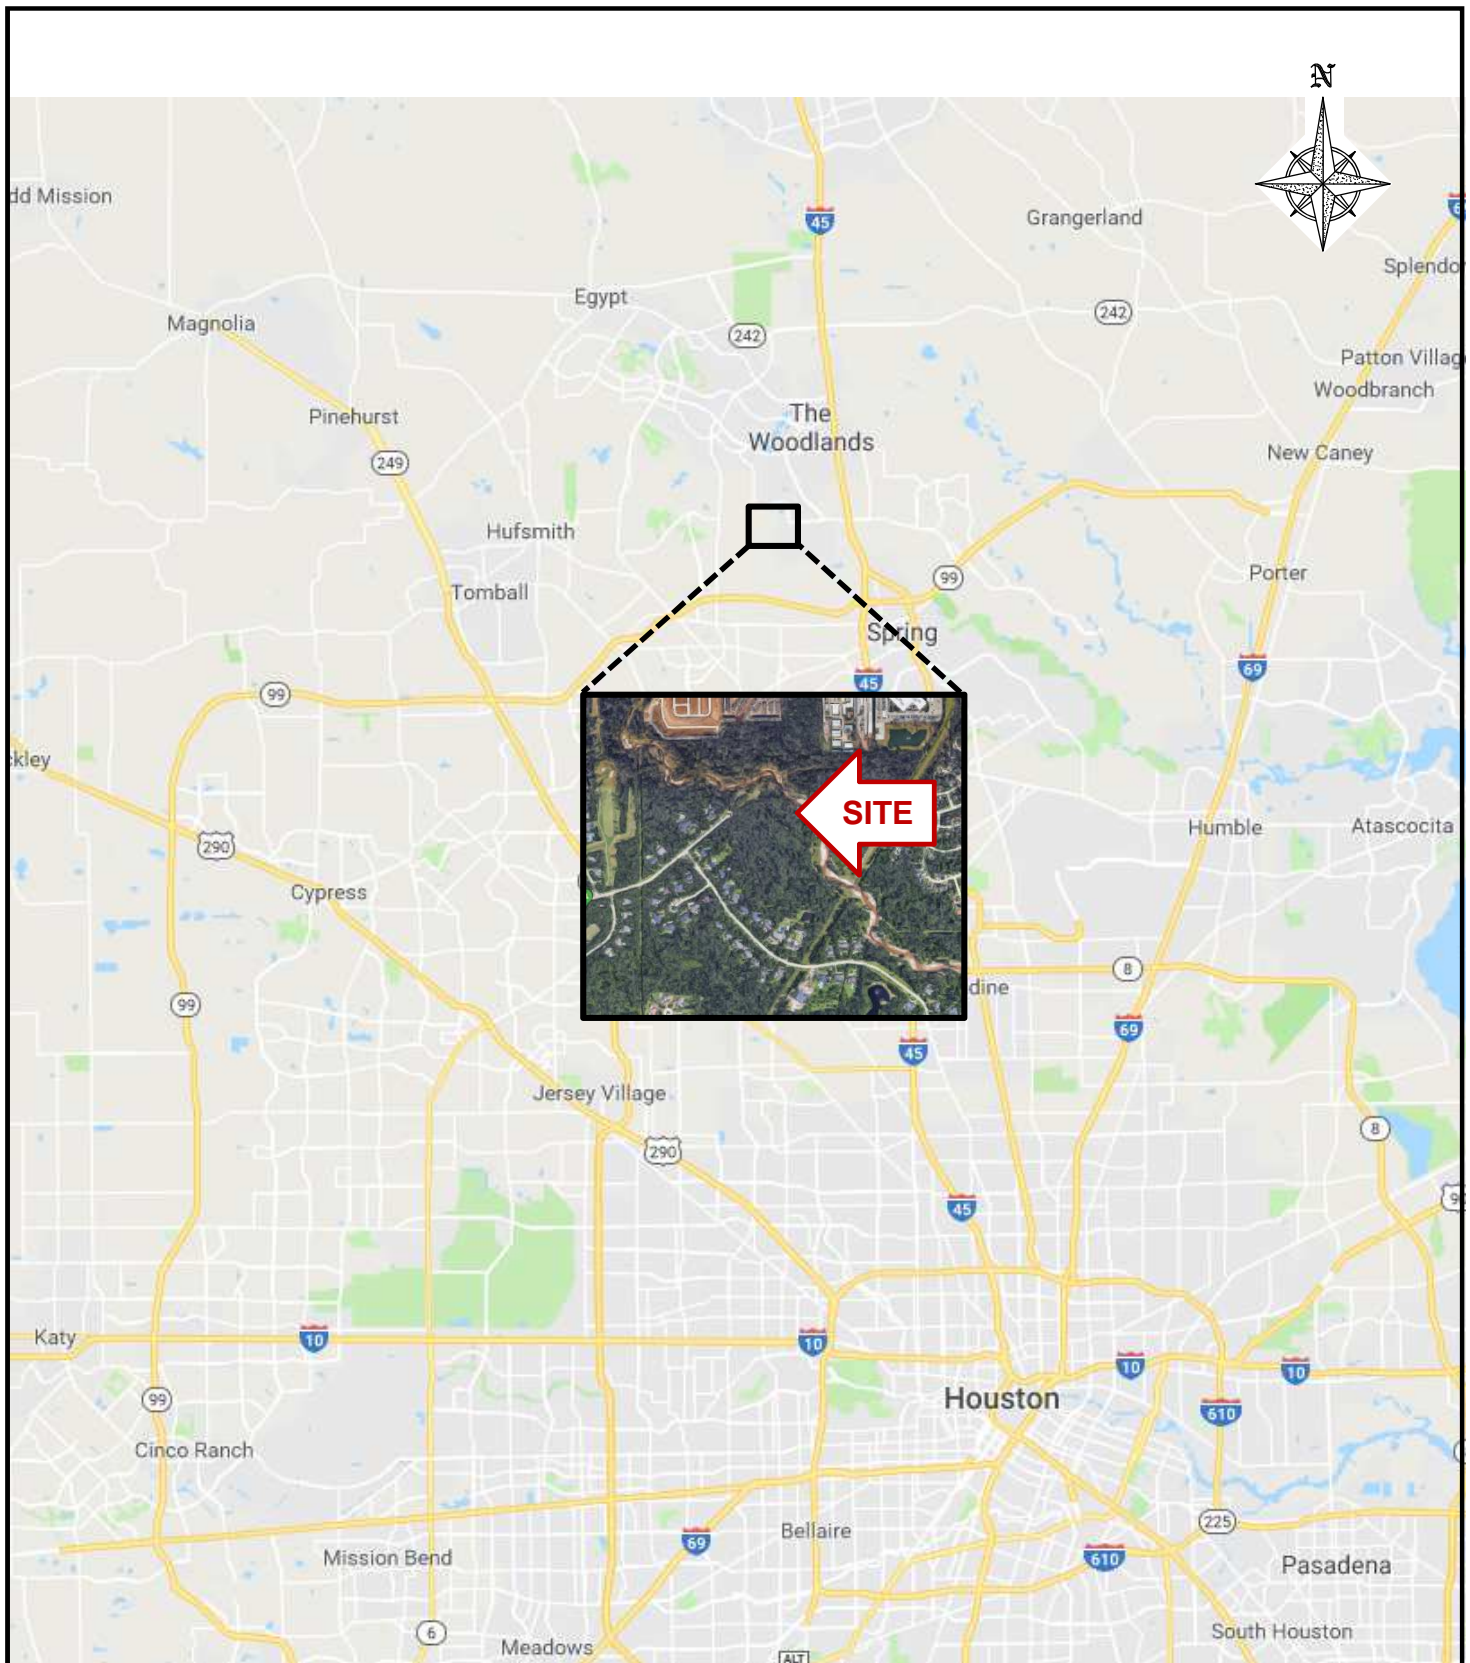 N
dd Mission
45
Grangerland
6
Splendo
Egypt
242
Magnolia
242
Patton Villag
Woodbranch
Pinehurst
The
Woodlands
249
New Caney
Hufsmith
99
Porter
Tomball
Spring
69
45
99
ckley
SITE
290
Humble
Atascocita
Cypress
8
dine
99
69
45
Jersey Village
8
290
90
45
Katy
10
10
10
10
99
Houston
610
Cinco Ranch
225
Bellaire
69
Mission Bend
610
Pasadena
6
South Houston
Meadows
ALT